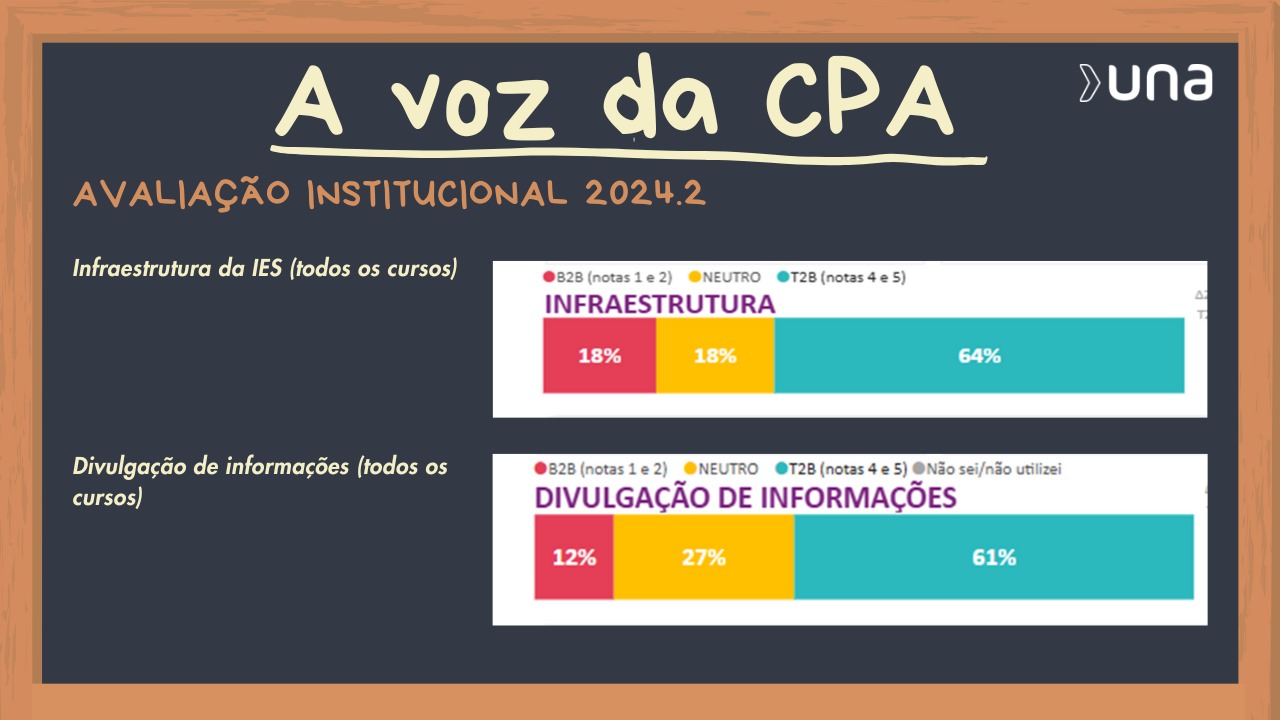 A voz da CPA
una
AVALIAÇÃO INSTITUCIONAL 2024.2
Infraestrutura da IES (todos os cursos)
B2B (notas 1 e 2) NEUTRO T2B (notas 4 e 5)
INFRAESTRUTURA
18% 18% 64%
Divulgação de informações (todos os
cursos)
B2B (notas 1 e 2) NEUTRO T2B (notas 4 e 5) Não sei/não utilizei
DIVULGAÇÃO DE INFORMAÇÕES
12% 27% 61%